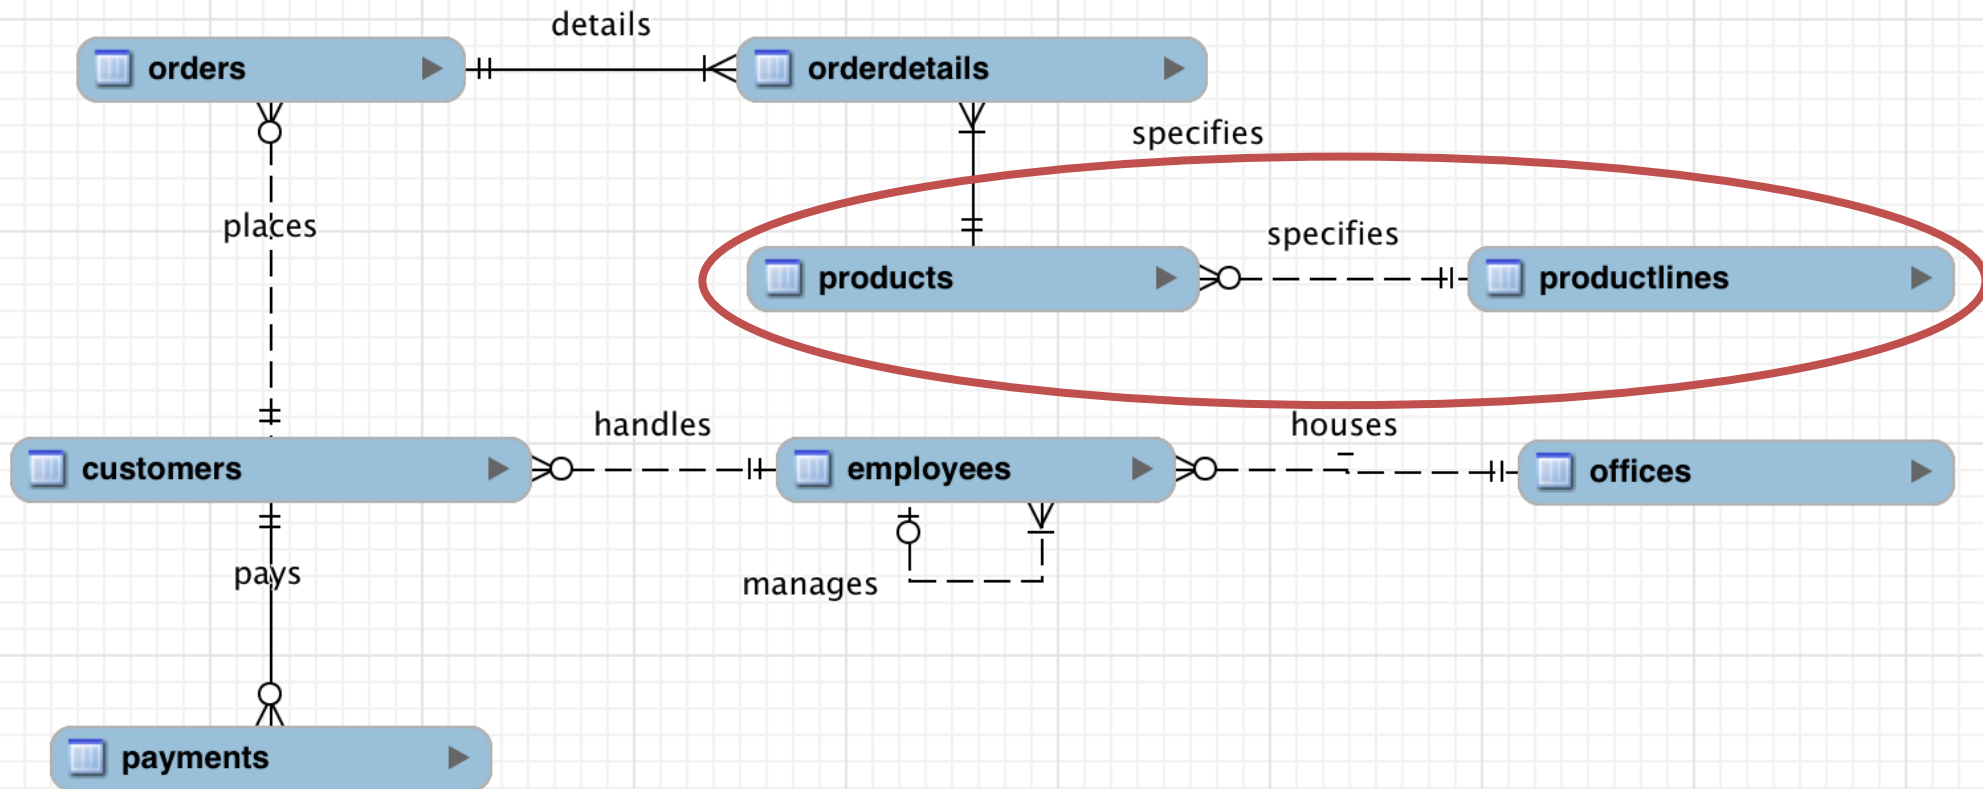 details
orders
orderdetails
specifies
places
specifies
products
productlines
handles
houses
customers
employees
offices
pays
manages
payments